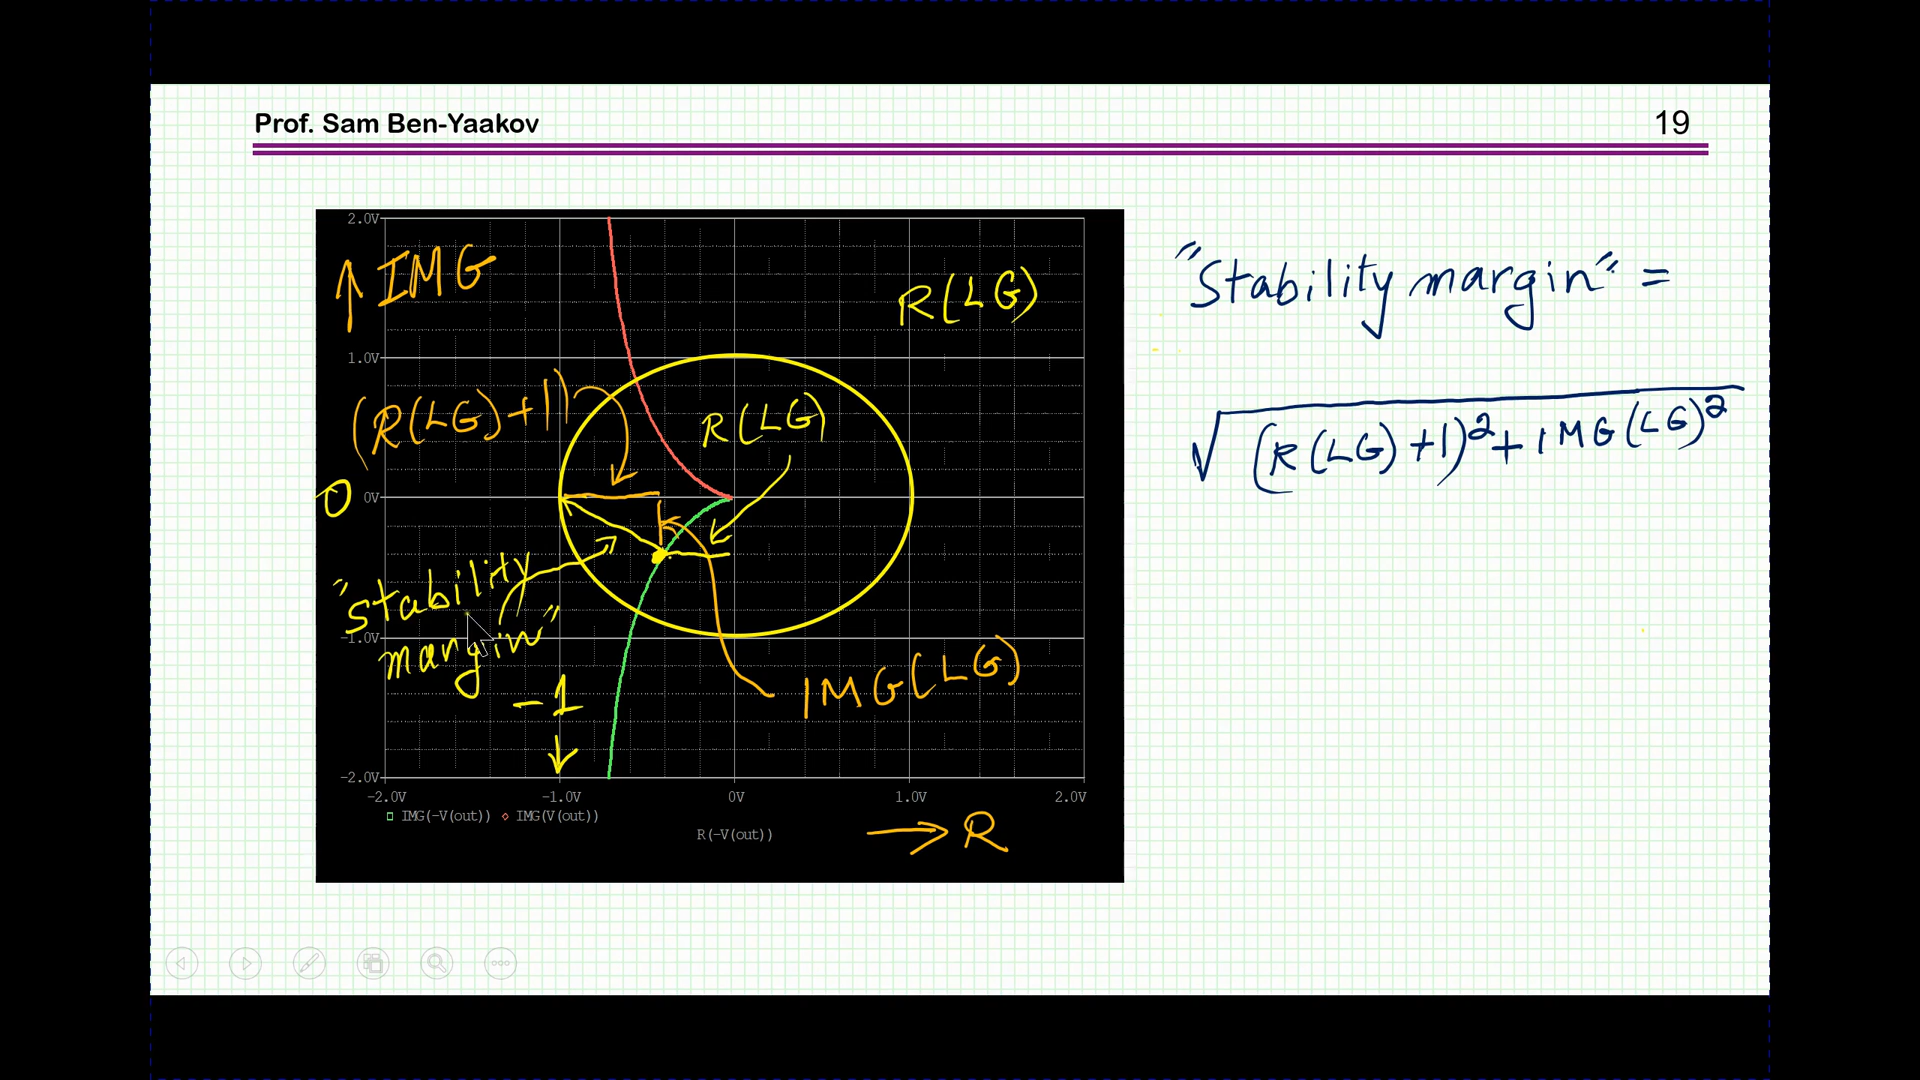 Prof. Sam Ben-Yaakov
19
2.0V
↑ IMG
R(LG)
"Stability margin" =
1.0V
(R(LG)+1)
R(LG)
√(R(LG)+1)² + IMG(LG)²
0
0V
"stability
margin"
-1.0V
IMG(LG)
-1
↓
-2.0V
-2.0V -1.0V 0V 1.0V 2.0V
IMG(-V(out)) IMG(V(out))
R(-V(out))
→ R